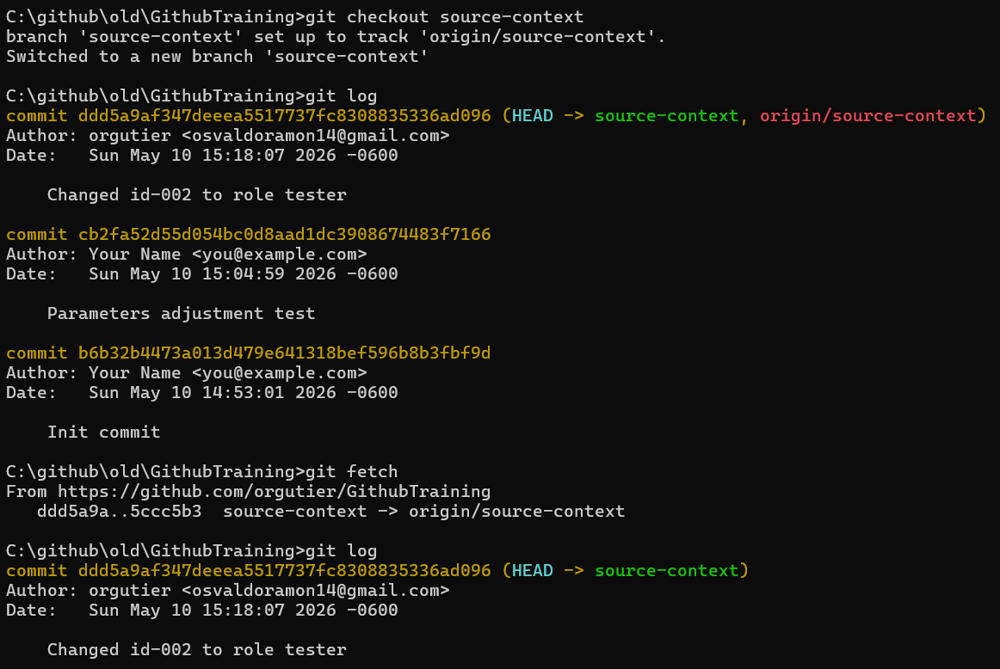 C:\github\old\GithubTraining>git checkout source-context
branch 'source-context' set up to track 'origin/source-context'.
Switched to a new branch 'source-context'
C:\github\old\GithubTraining>git log
commit ddd5a9af347deeea5517737fc8308835336ad096 (HEAD -> source-context, origin/source-context)
Author: orgutier <osvaldoramon14@gmail.com>
Date:   Sun May 10 15:18:07 2026 -0600
    Changed id-002 to role tester
commit cb2fa52d55d054bc0d8aad1dc3908674483f7166
Author: Your Name <you@example.com>
Date:   Sun May 10 15:04:59 2026 -0600
    Parameters adjustment test
commit b6b32b4473a013d479e641318bef596b8b3fbf9d
Author: Your Name <you@example.com>
Date:   Sun May 10 14:53:01 2026 -0600
    Init commit
C:\github\old\GithubTraining>git fetch
From https://github.com/orgutier/GithubTraining
   ddd5a9a..5ccc5b3  source-context -> origin/source-context
C:\github\old\GithubTraining>git log
commit ddd5a9af347deeea5517737fc8308835336ad096 (HEAD -> source-context)
Author: orgutier <osvaldoramon14@gmail.com>
Date:   Sun May 10 15:18:07 2026 -0600
    Changed id-002 to role tester